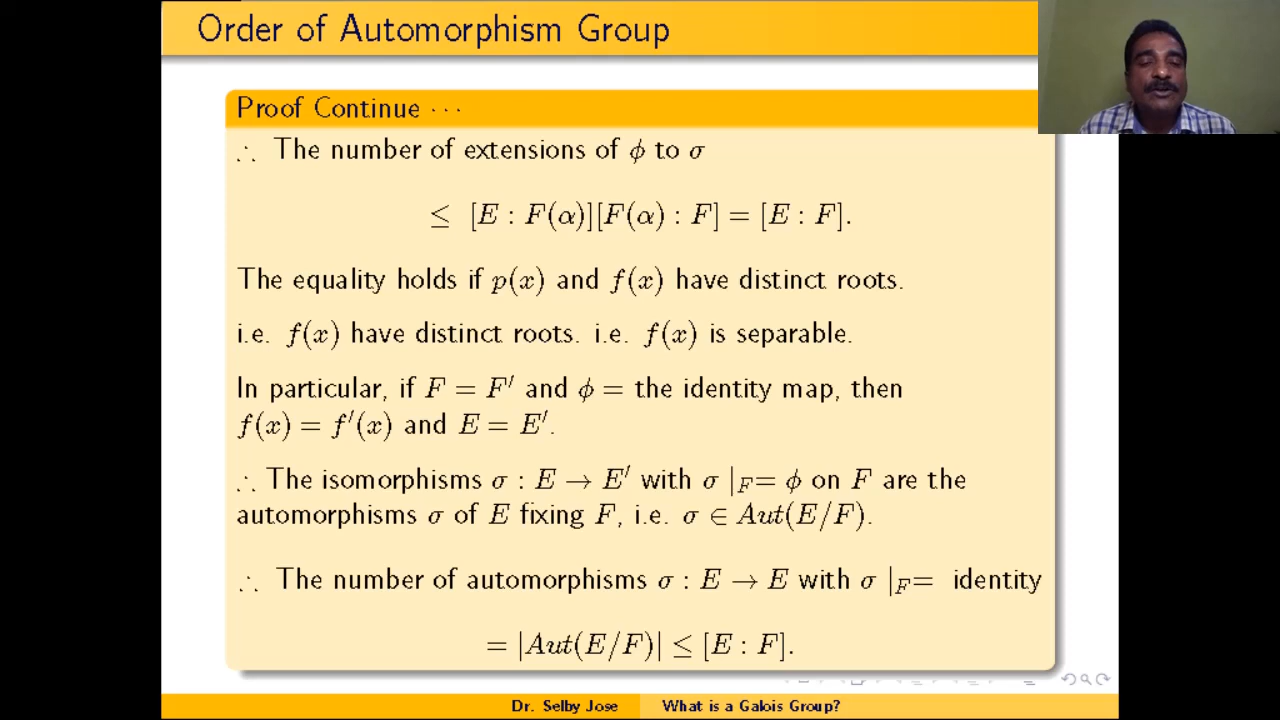 Order of Automorphism Group
Proof Continue ···
∴ The number of extensions of ϕ to σ
≤ [E : F(α)][F(α) : F] = [E : F].
The equality holds if p(x) and f(x) have distinct roots.
i.e. f(x) have distinct roots. i.e. f(x) is separable.
In particular, if F = F′ and ϕ = the identity map, then
f(x) = f′(x) and E = E′.
∴ The isomorphisms σ : E → E′ with σ |F= ϕ on F are the
automorphisms σ of E fixing F, i.e. σ ∈ Aut(E/F).
∴ The number of automorphisms σ : E → E with σ |F= identity
= |Aut(E/F)| ≤ [E : F].
Dr. Selby Jose What is a Galois Group?